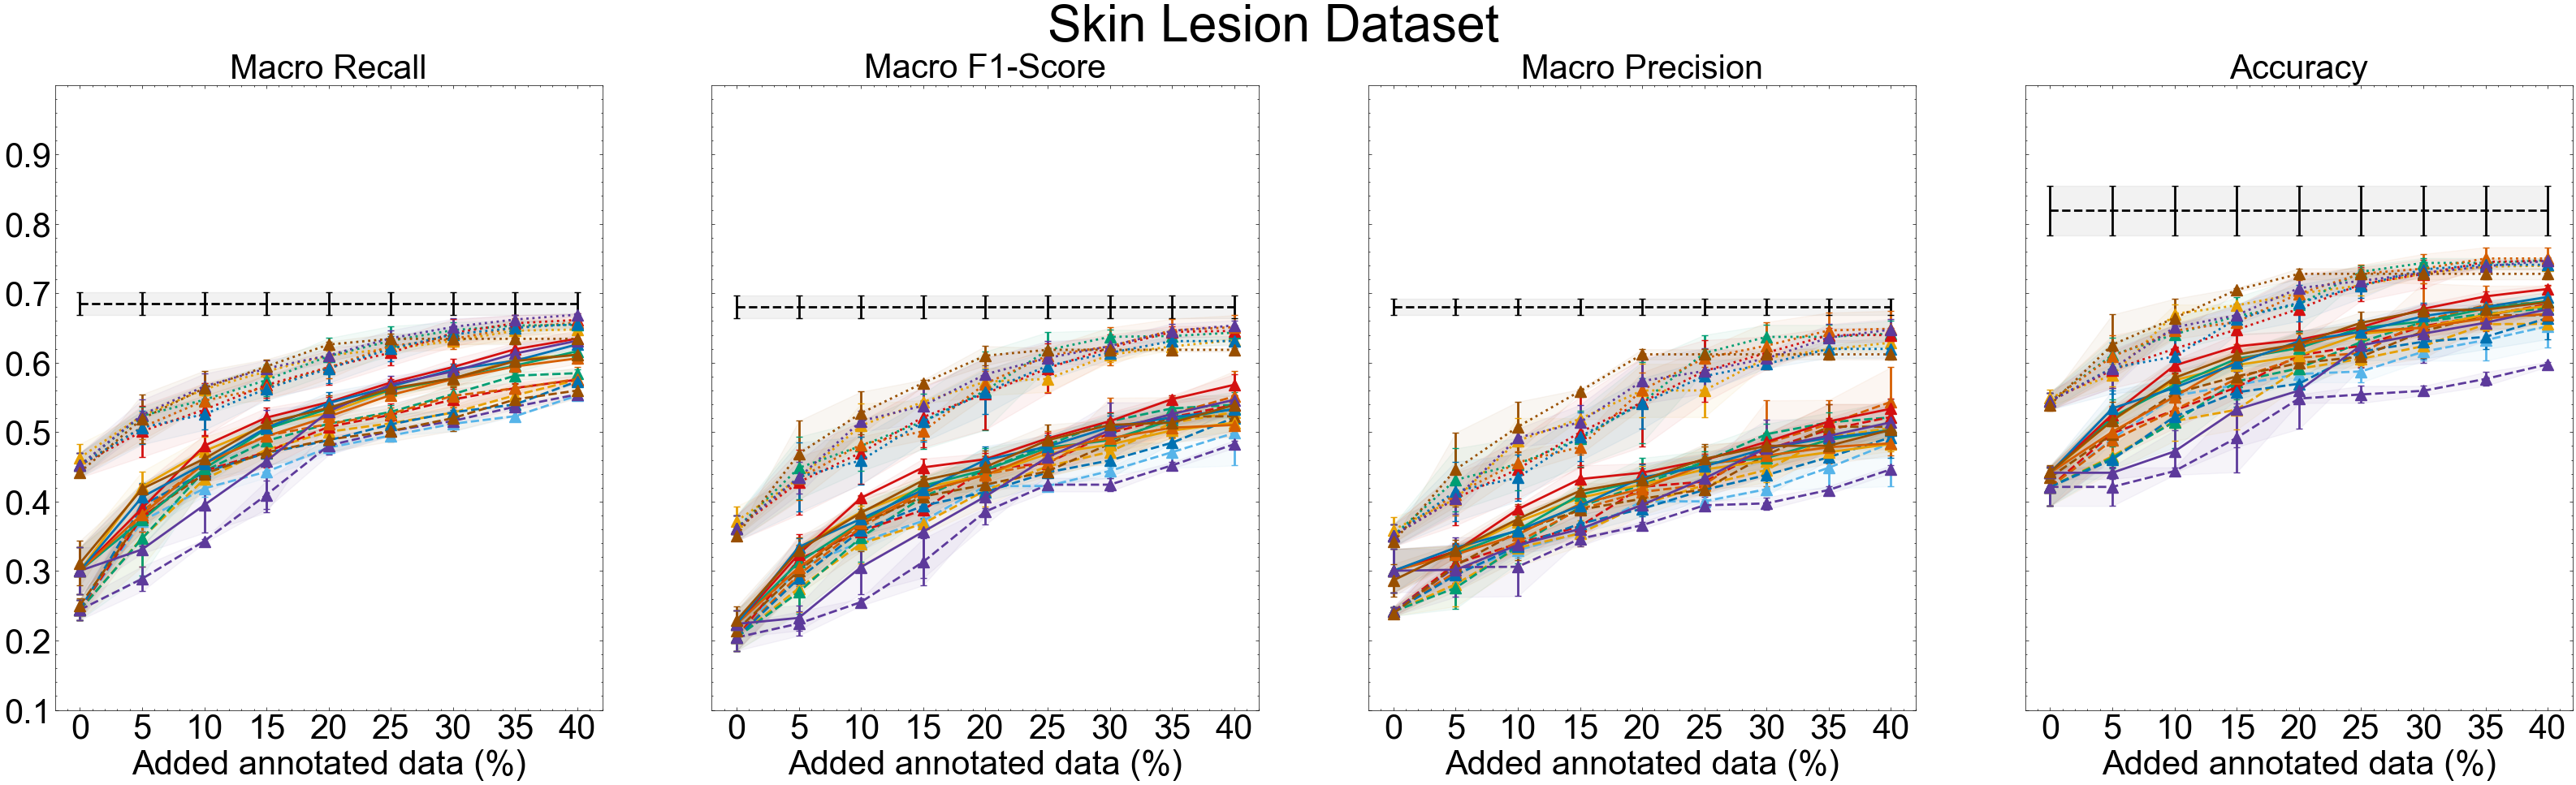 Skin Lesion Dataset
Macro Recall
Macro F1-Score
Macro Precision
Accuracy
0.9
0.8
0.7
0.6
0.5
0.4
0.3
0.2
0.1
0 5 10 15 20 25 30 35 40
0 5 10 15 20 25 30 35 40
0 5 10 15 20 25 30 35 40
0 5 10 15 20 25 30 35 40
Added annotated data (%)
Added annotated data (%)
Added annotated data (%)
Added annotated data (%)